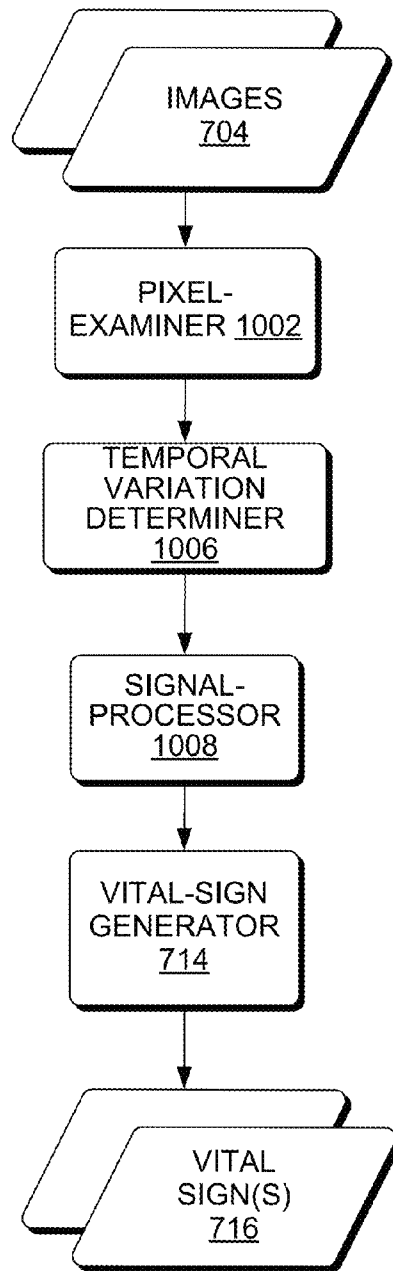 IMAGES
704
PIXEL-
EXAMINER 1002
TEMPORAL
VARIATION
DETERMINER
1006
SIGNAL-
PROCESSOR
1008
VITAL-SIGN
GENERATOR
714
VITAL
SIGN(S)
716